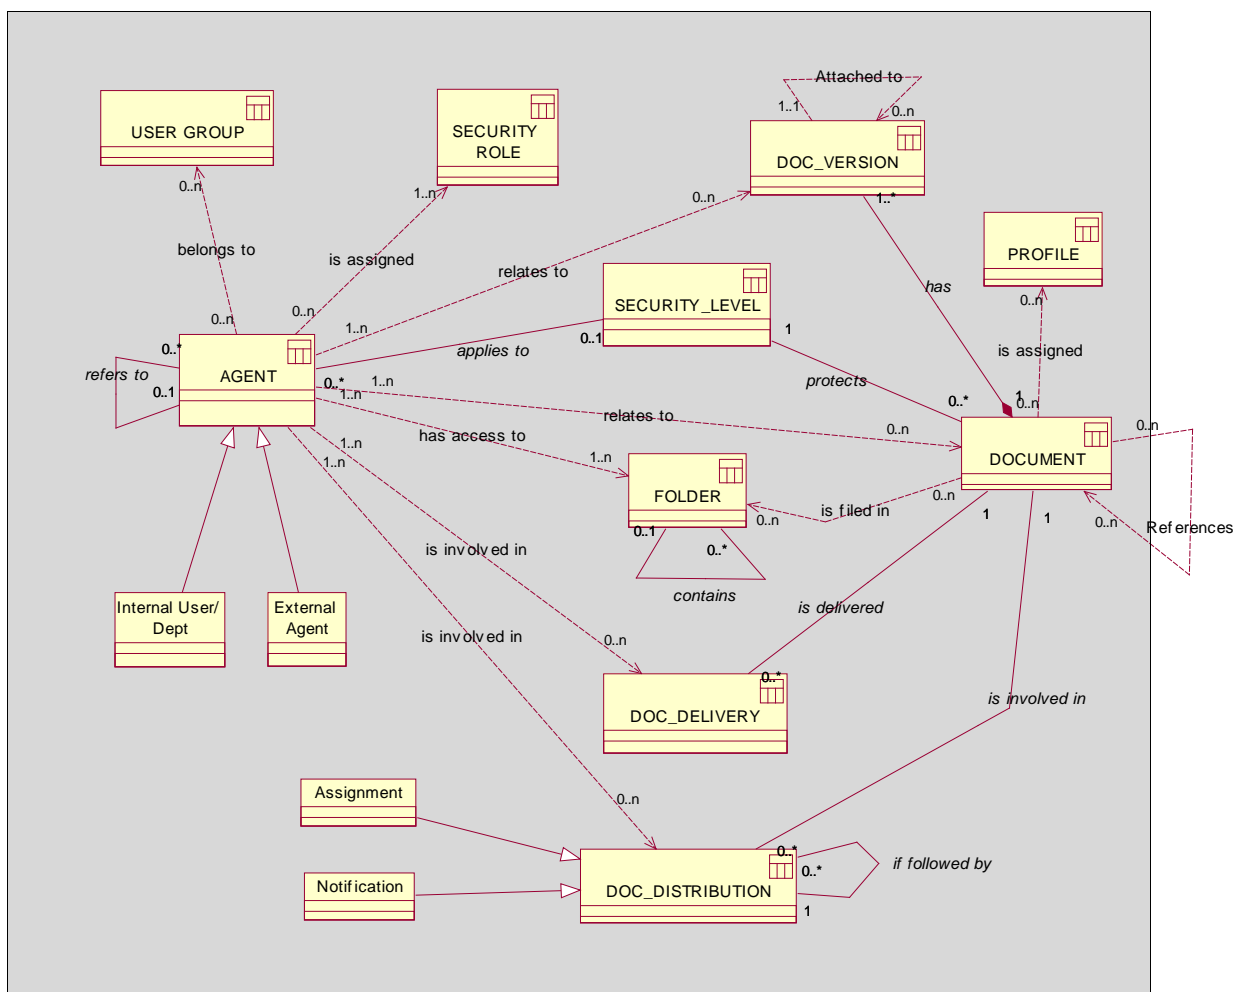 Attached to
1..1
0..n
USER GROUP
0..n
SECURITY
ROLE
1..n
DOC_VERSION
1..*
0..n
PROFILE
0..n
belongs to
is assigned
relates to
has
0..n
0..n
1..n
SECURITY_LEVEL
0..1
1
applies to
protects
is assigned
refers to
0..*
0..1
AGENT
0..*
1..n
1..n
relates to
0..n
0..*
1
0..n
has access to
1..n
DOCUMENT
0..n
0..n
References
1..n
1..n
FOLDER
0..1
0..*
contains
is filed in
0..n
0..n
1
1
is involved in
is delivered
Internal User/
Dept
External
Agent
is involved in
0..n
0..*
DOC_DELIVERY
is involved in
Assignment
0..n
Notification
0..*
0..*
DOC_DISTRIBUTION
1
if followed by